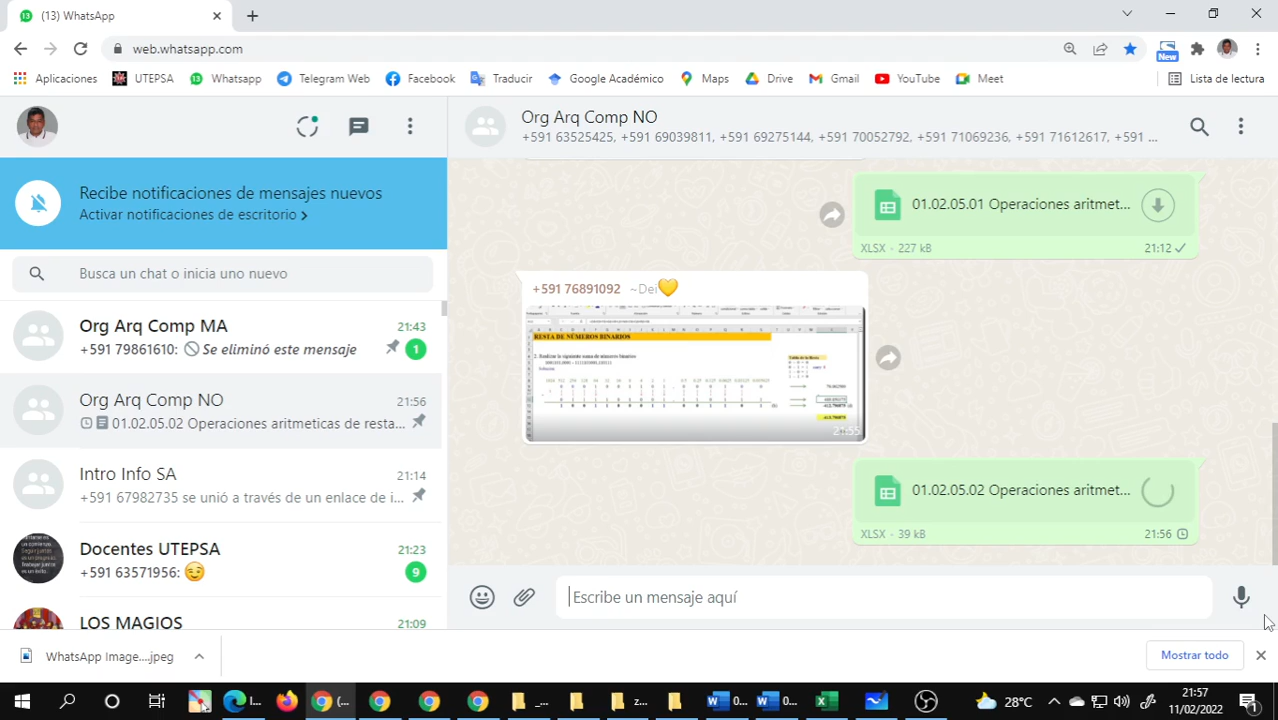 (13) WhatsApp
web.whatsapp.com
New
Aplicaciones
UTEPSA
Whatsapp
Telegram Web
Facebook
Traducir
Google Académico
Maps
Drive
Gmail
YouTube
Meet
Lista de lectura
Recibe notificaciones de mensajes nuevos
Activar notificaciones de escritorio >
Busca un chat o inicia uno nuevo
Org Arq Comp MA
21:43
+591 79861610: Se eliminó este mensaje
1
Org Arq Comp NO
21:56
01.02.05.02 Operaciones aritmeticas de resta...
Intro Info SA
21:14
+591 67982735 se unió a través de un enlace de i...
Docentes UTEPSA
21:23
+591 63571956:
9
LOS MAGIOS
21:09
Org Arq Comp NO
+591 63525425, +591 69039811, +591 69275144, +591 70052792, +591 71069236, +591 71612617, +591 ...
01.02.05.01 Operaciones aritmet...
XLSX • 227 kB
21:12
+591 76891092 ~Dei
RESTA DE NÚMEROS BINARIOS
21:55
01.02.05.02 Operaciones aritmet...
XLSX • 39 kB
21:56
Escribe un mensaje aquí
WhatsApp Image....jpeg
Mostrar todo
I...
(...
_...
z...
0...
0...
28°C
21:57
11/02/2022
1